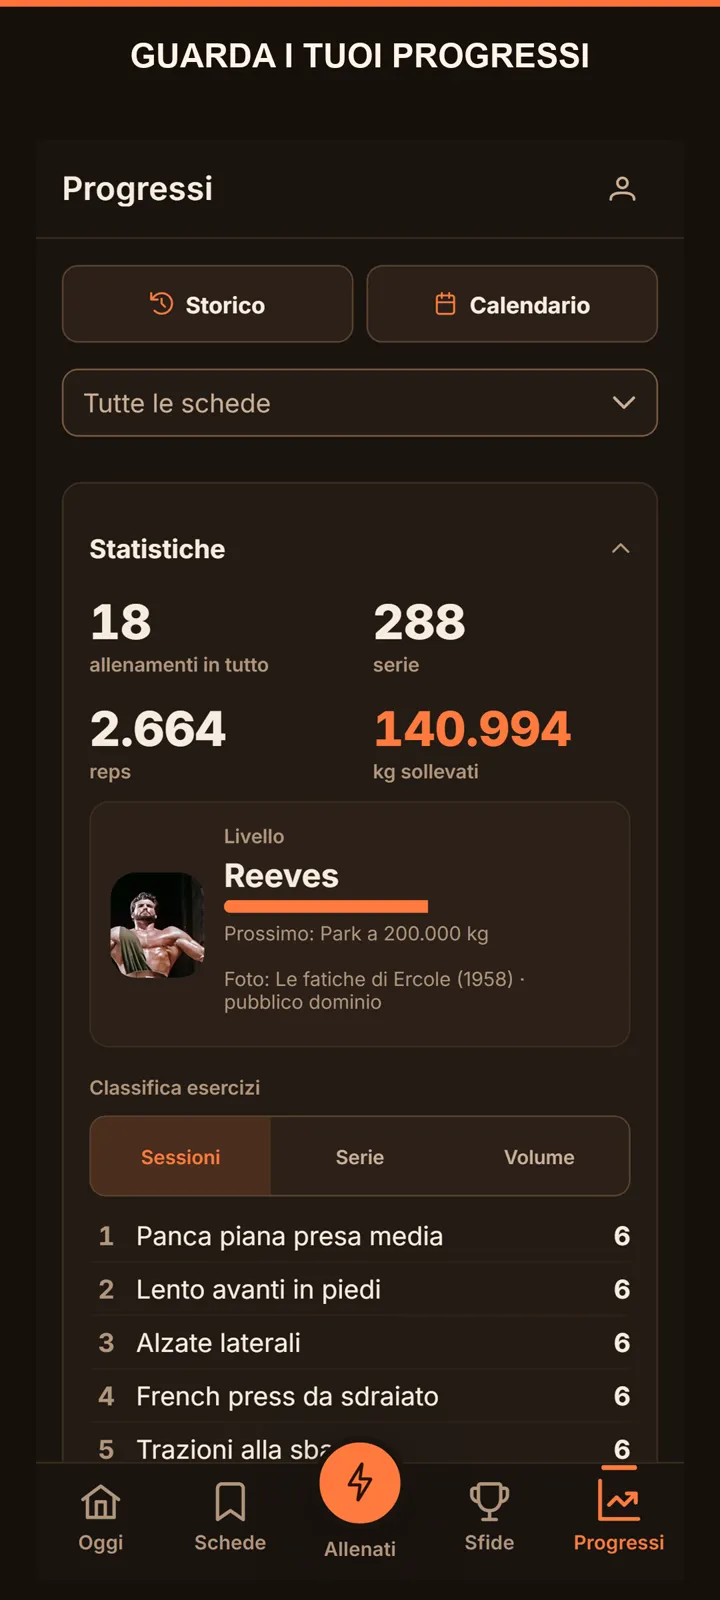 GUARDA I TUOI PROGRESSI
Progressi
Storico
Calendario
Tutte le schede
Statistiche
18
288
allenamenti in tutto
serie
2.664
140.994
reps
kg sollevati
Livello
Reeves
Prossimo: Park a 200.000 kg
Foto: Le fatiche di Ercole (1958) ·
pubblico dominio
Classifica esercizi
Sessioni
Serie
Volume
1 Panca piana presa media 6
2 Lento avanti in piedi 6
3 Alzate laterali 6
4 French press da sdraiato 6
5 Trazioni alla 6
Oggi
Schede
Allenati
Sfide
Progressi